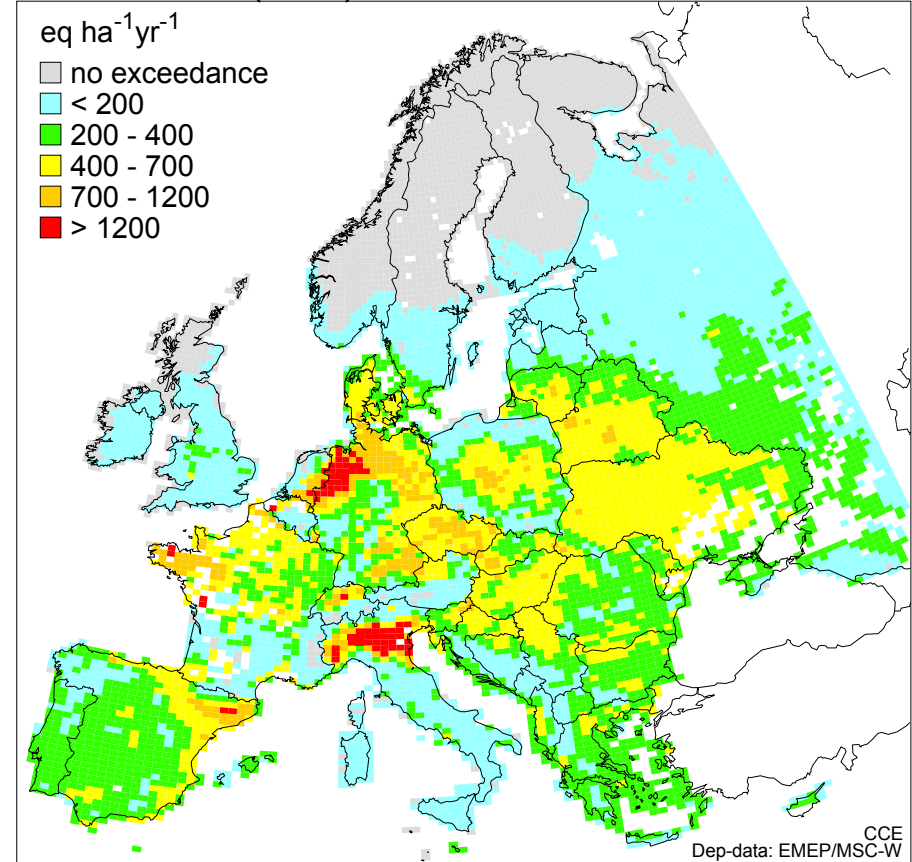 eq ha⁻¹yr⁻¹
no exceedance
< 200
200 - 400
400 - 700
700 - 1200
> 1200
CCE
Dep-data: EMEP/MSC-W